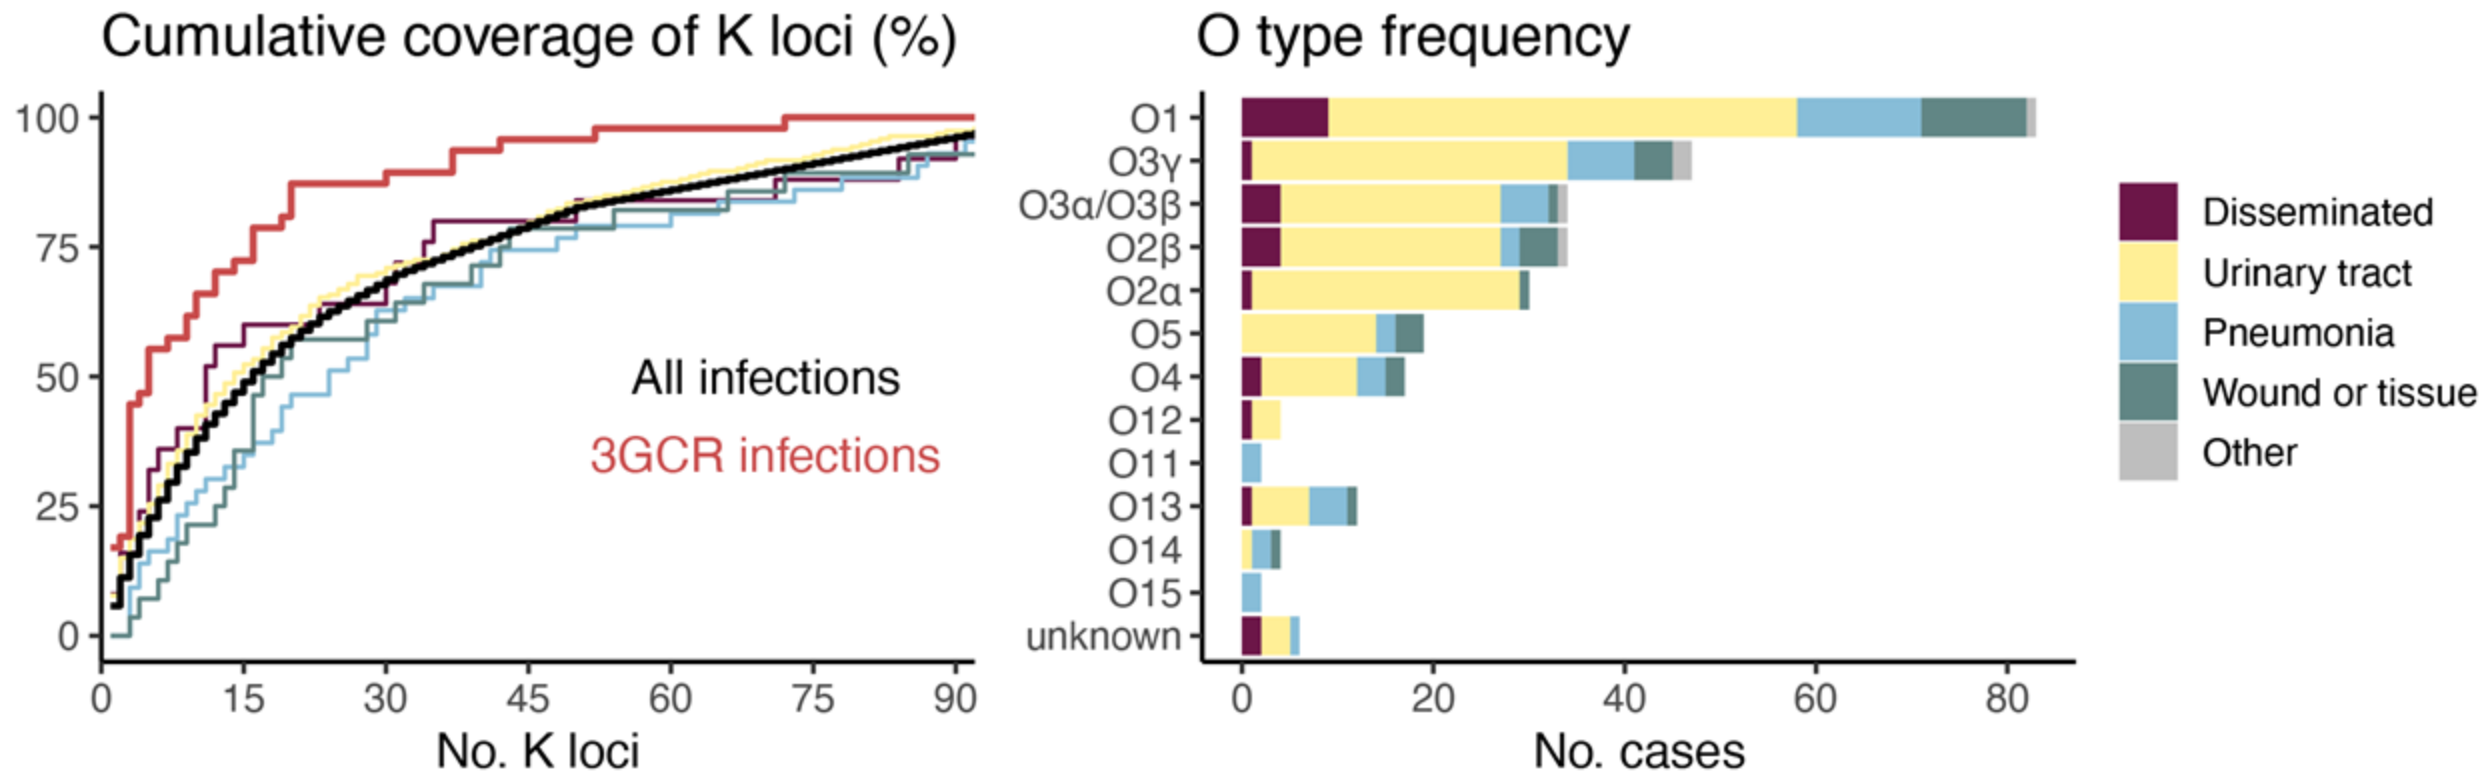 Cumulative coverage of K loci (%)
100
75
50
25
0
0 15 30 45 60 75 90
No. K loci
All infections
3GCR infections
O type frequency
O1
O3γ
O3α/O3β
O2β
O2α
O5
O4
O12
O11
O13
O14
O15
unknown
0 20 40 60 80
No. cases
Disseminated
Urinary tract
Pneumonia
Wound or tissue
Other